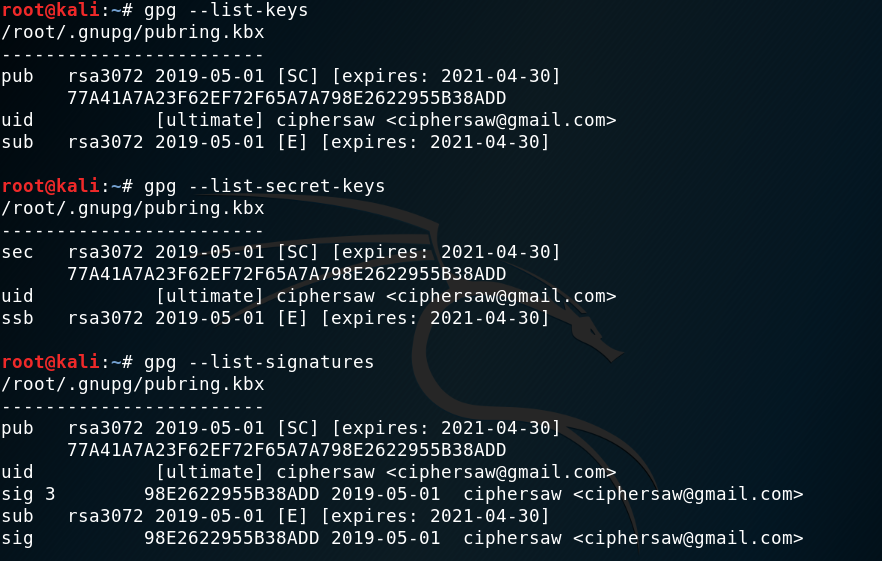 root@kali:~# gpg --list-keys
/root/.gnupg/pubring.kbx
------------------------
pub   rsa3072 2019-05-01 [SC] [expires: 2021-04-30]
      77A41A7A23F62EF72F65A7A798E2622955B38ADD
uid           [ultimate] ciphersaw <ciphersaw@gmail.com>
sub   rsa3072 2019-05-01 [E] [expires: 2021-04-30]

root@kali:~# gpg --list-secret-keys
/root/.gnupg/pubring.kbx
------------------------
sec   rsa3072 2019-05-01 [SC] [expires: 2021-04-30]
      77A41A7A23F62EF72F65A7A798E2622955B38ADD
uid           [ultimate] ciphersaw <ciphersaw@gmail.com>
ssb   rsa3072 2019-05-01 [E] [expires: 2021-04-30]

root@kali:~# gpg --list-signatures
/root/.gnupg/pubring.kbx
------------------------
pub   rsa3072 2019-05-01 [SC] [expires: 2021-04-30]
      77A41A7A23F62EF72F65A7A798E2622955B38ADD
uid           [ultimate] ciphersaw <ciphersaw@gmail.com>
sig 3        98E2622955B38ADD 2019-05-01  ciphersaw <ciphersaw@gmail.com>
sub   rsa3072 2019-05-01 [E] [expires: 2021-04-30]
sig          98E2622955B38ADD 2019-05-01  ciphersaw <ciphersaw@gmail.com>